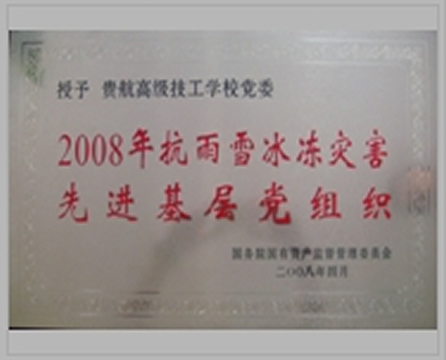 授予 贵航高级技工学校党委
2008年抗雨雪冰冻灾害
先进基层党组织
国务院国有资产监督管理委员会
二〇〇八年四月